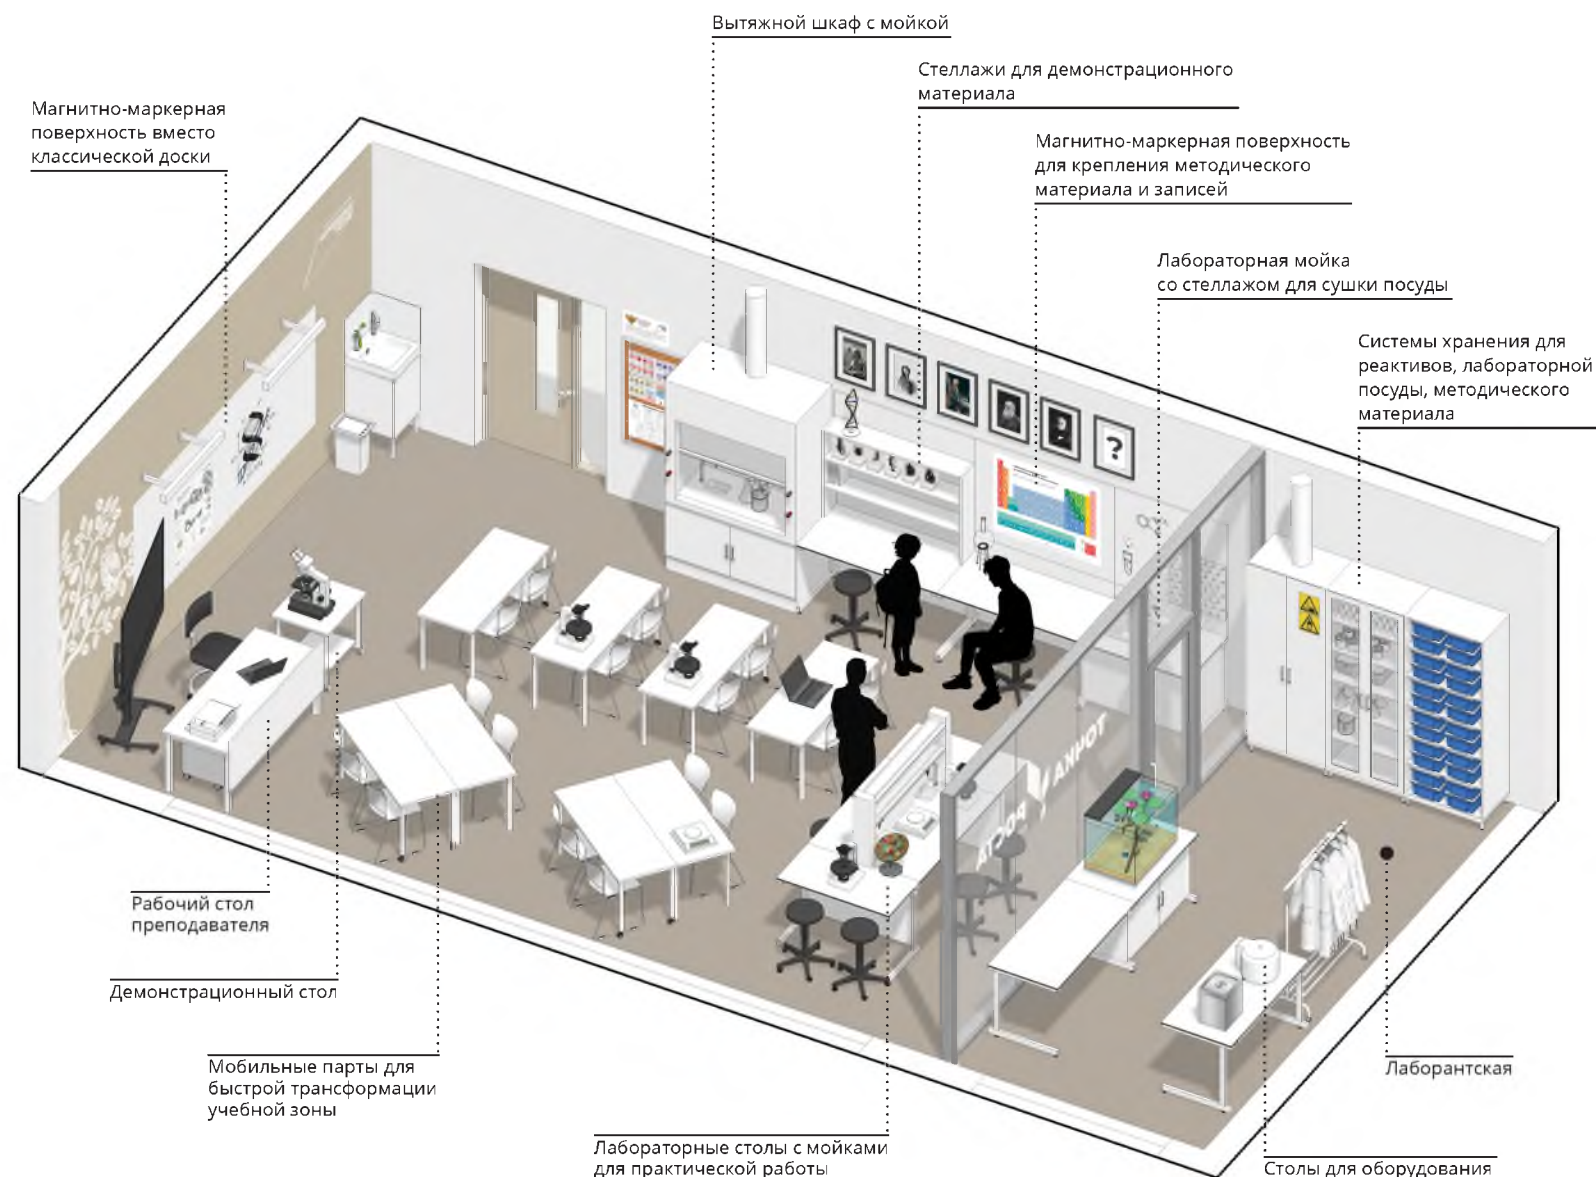 Вытяжной шкаф с мойкой
Стеллажи для демонстрационного
материала
Магнитно-маркерная
поверхность вместо
классической доски
Магнитно-маркерная поверхность
для крепления методического
материала и записей
Лабораторная мойка
со стеллажом для сушки посуды
Системы хранения для
реактивов, лабораторной
посуды, методического
материала
?
ТОЧКА
РОСТА
Рабочий стол
преподавателя
Демонстрационный стол
Мобильные парты для
быстрой трансформации
учебной зоны
Лаборантская
Лабораторные столы с мойками
для практической работы
Столы для оборудования